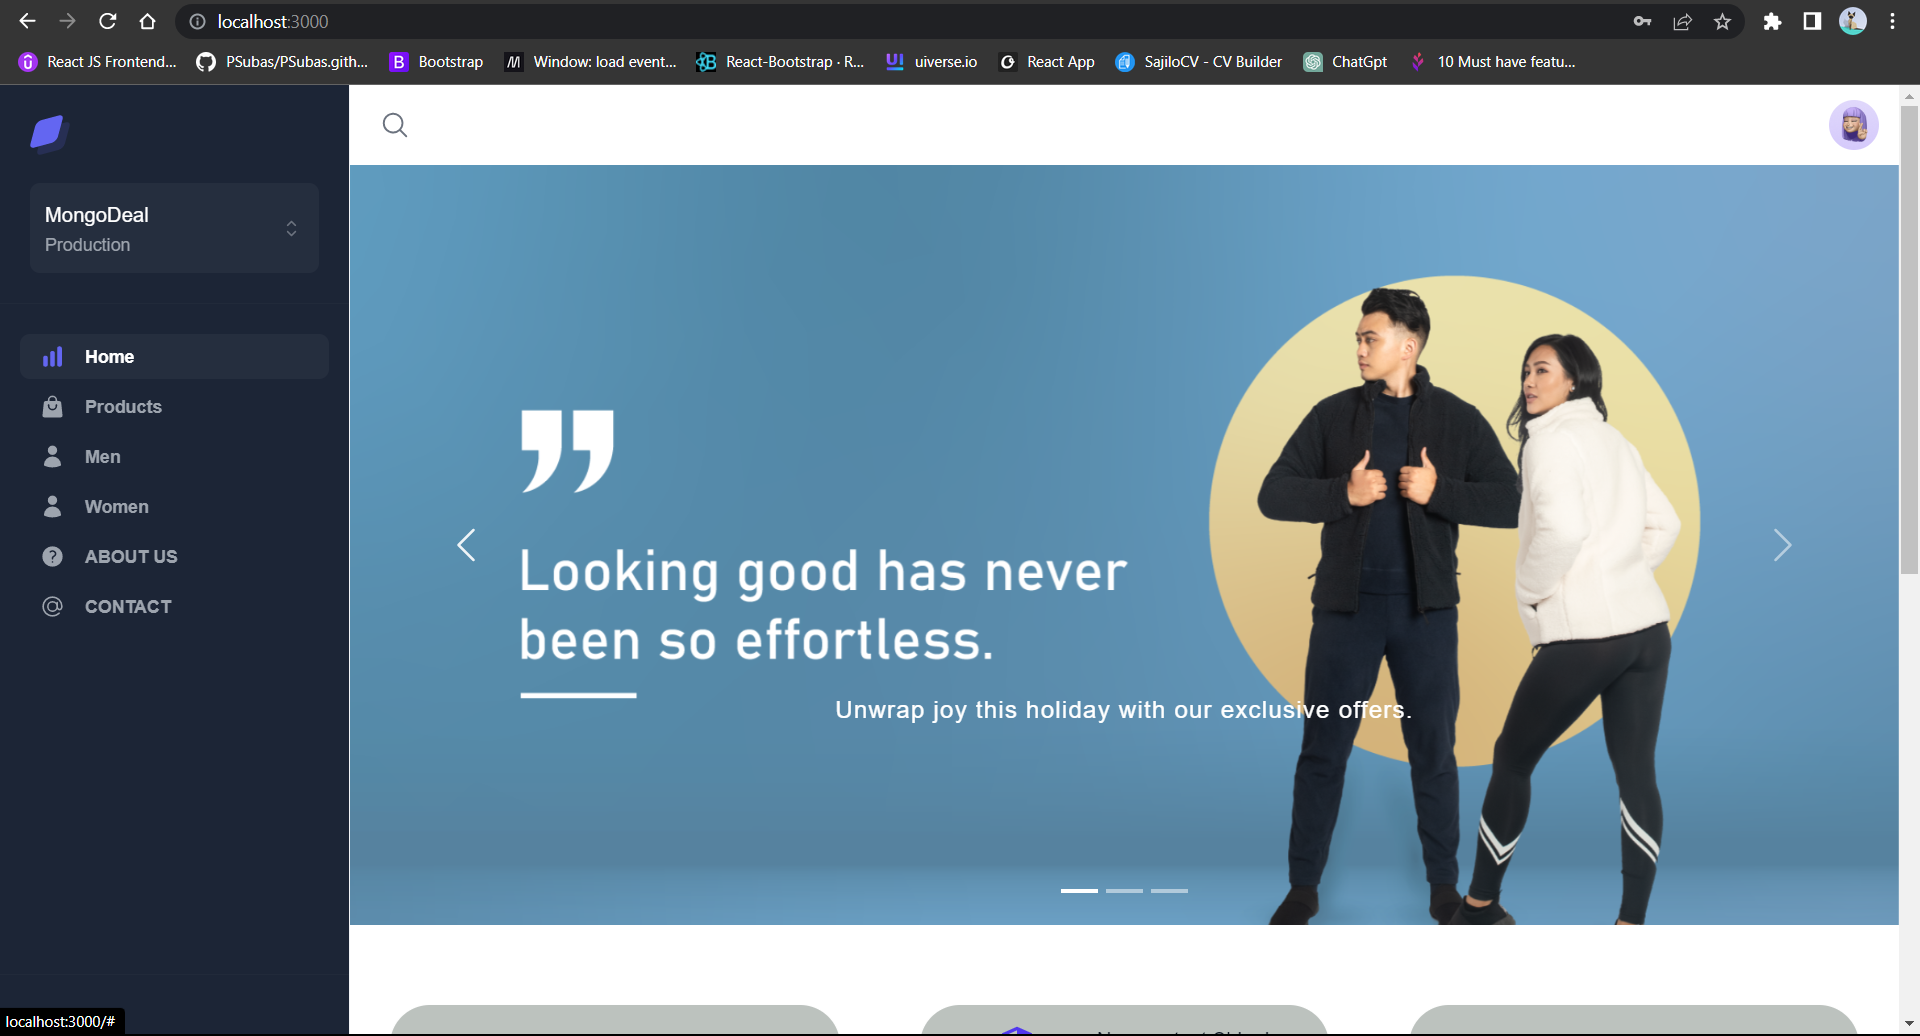 localhost:3000
React JS Frontend...
PSubas/PSubas.gith...
Bootstrap
Window: load event...
React-Bootstrap · R...
uiverse.io
React App
SajiloCV - CV Builder
ChatGpt
10 Must have featu...
MongoDeal
Production
Home
Products
Men
Women
ABOUT US
CONTACT
Looking good has never
been so effortless.
Unwrap joy this holiday with our exclusive offers.
localhost:3000/#